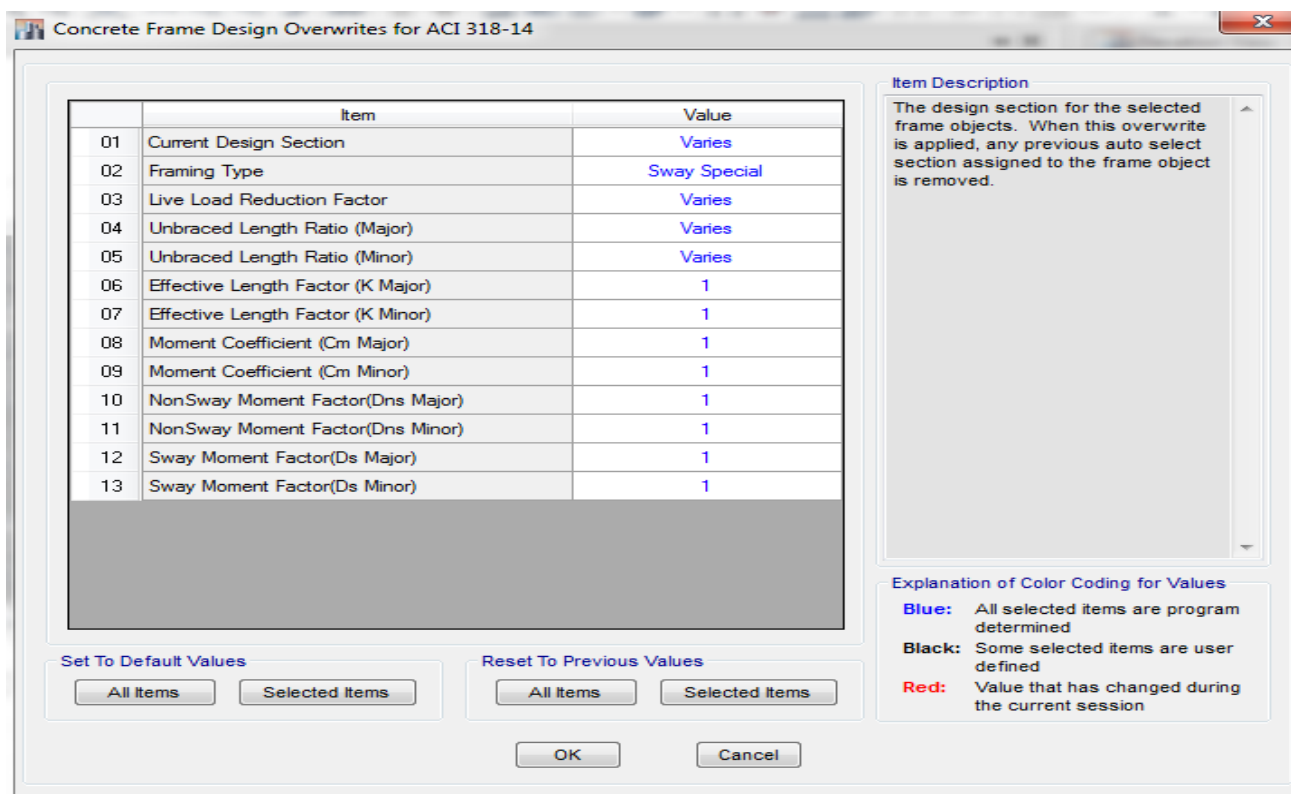 Concrete Frame Design Overwrites for ACI 318-14
Item Value
01 Current Design Section Varies
02 Framing Type Sway Special
03 Live Load Reduction Factor Varies
04 Unbraced Length Ratio (Major) Varies
05 Unbraced Length Ratio (Minor) Varies
06 Effective Length Factor (K Major) 1
07 Effective Length Factor (K Minor) 1
08 Moment Coefficient (Cm Major) 1
09 Moment Coefficient (Cm Minor) 1
10 NonSway Moment Factor(Dns Major) 1
11 NonSway Moment Factor(Dns Minor) 1
12 Sway Moment Factor(Ds Major) 1
13 Sway Moment Factor(Ds Minor) 1
Set To Default Values
All Items Selected Items
Reset To Previous Values
All Items Selected Items
Item Description
The design section for the selected
frame objects. When this overwrite
is applied, any previous auto select
section assigned to the frame object
is removed.
Explanation of Color Coding for Values
Blue: All selected items are program
determined
Black: Some selected items are user
defined
Red: Value that has changed during
the current session
OK Cancel